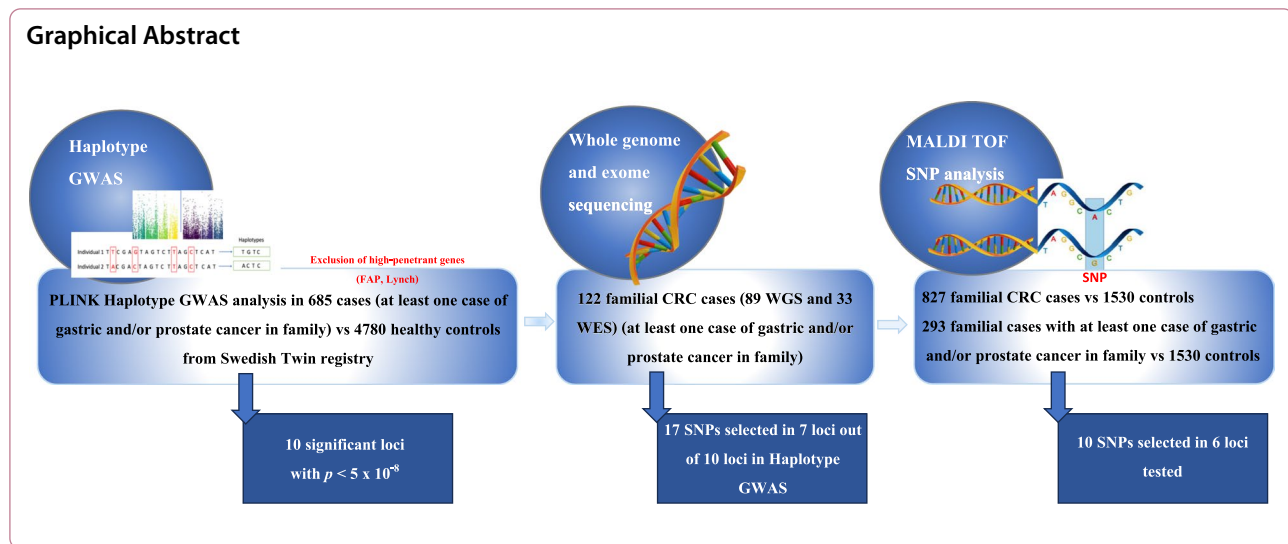 Graphical Abstract
Haplotype
GWAS
Haplotypes
Individual 1 T T C G A G T A G T C T T A G C T C A T
T G T C
Individual 2 T A C G A C T A G T C T T A G C T C A T
A C T C
Exclusion of high-penetrant genes
(FAP, Lynch)
PLINK Haplotype GWAS analysis in 685 cases (at least one case of
gastric and/or prostate cancer in family) vs 4780 healthy controls
from Swedish Twin registry
10 significant loci
with p < 5 x 10⁻⁸
Whole genome
and exome
sequencing
122 familial CRC cases (89 WGS and 33
WES) (at least one case of gastric and/or
prostate cancer in family)
17 SNPs selected in 7 loci out
of 10 loci in Haplotype
GWAS
MALDI TOF
SNP analysis
T A G C A C T G
T A G C G C T G
SNP
827 familial CRC cases vs 1530 controls
293 familial cases with at least one case of gastric
and/or prostate cancer in family vs 1530 controls
10 SNPs selected in 6 loci
tested